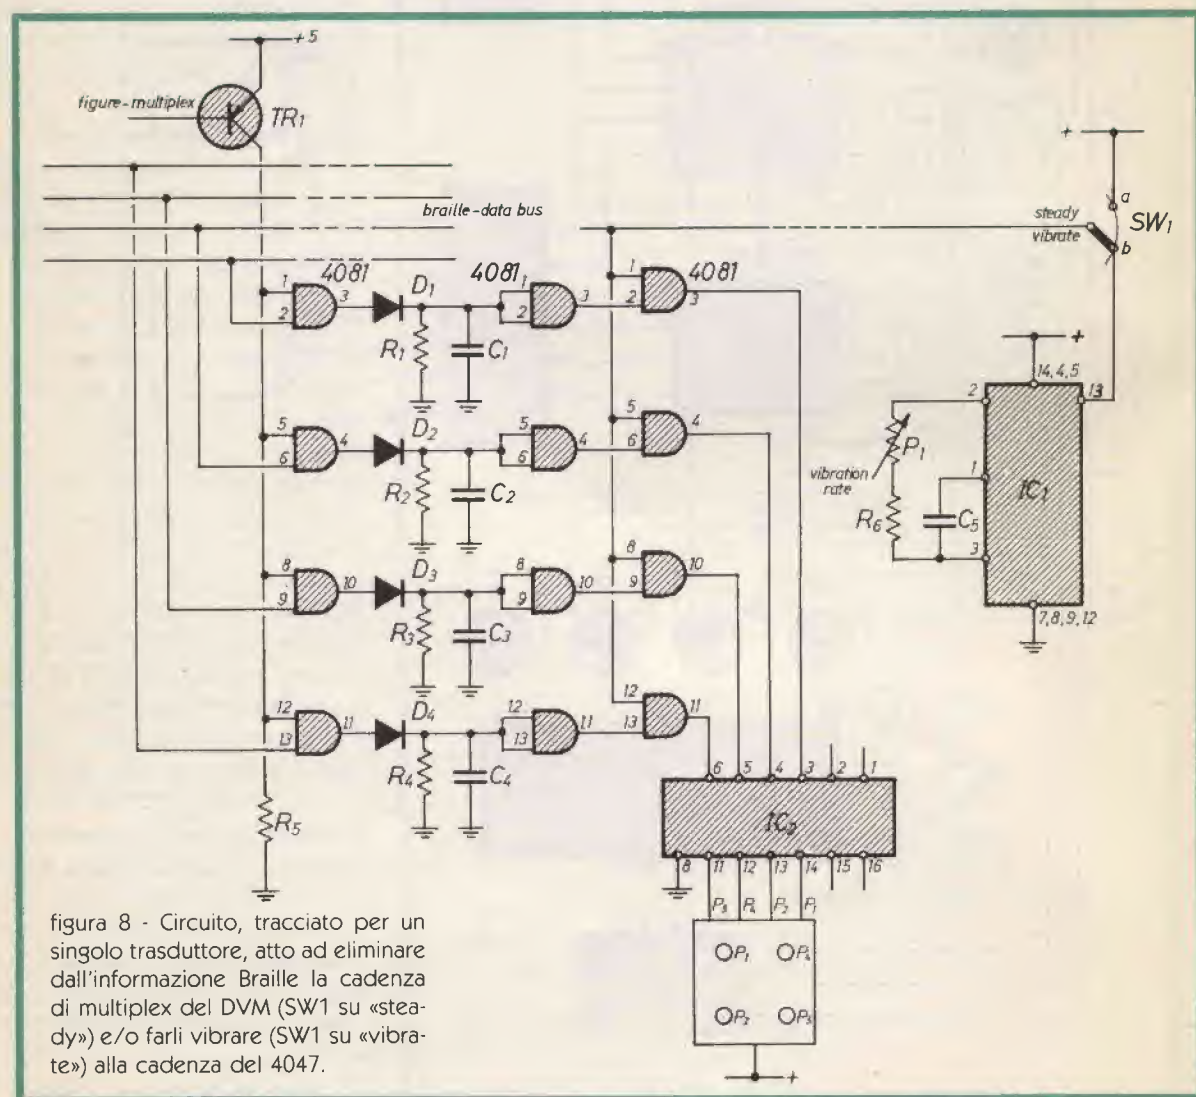 +5
figure-multiplex
TR1
braille-data bus
steady
vibrate
+
a
SW1
b
4081
4081
4081
1
2
3
D1
R1
C1
1
2
3
1
2
3
5
6
4
D2
R2
C2
5
6
4
5
6
4
8
9
10
D3
R3
C3
8
9
10
8
9
10
12
13
11
D4
R4
C4
12
13
11
12
13
11
R5
+
14,4,5
2
13
P1
vibration
rate
1
IC1
R6
C5
3
7,8,9,12
6 5 4 3 2 1
IC2
8 11 12 13 14 15 16
P5 P4 P2 P1
P1 P4
P2 P5
+
figura 8 - Circuito, tracciato per un
singolo trasduttore, atto ad eliminare
dall'informazione Braille la cadenza
di multiplex del DVM (SW1 su «stea-
dy») e/o farli vibrare (SW1 su «vibra-
te») alla cadenza del 4047.